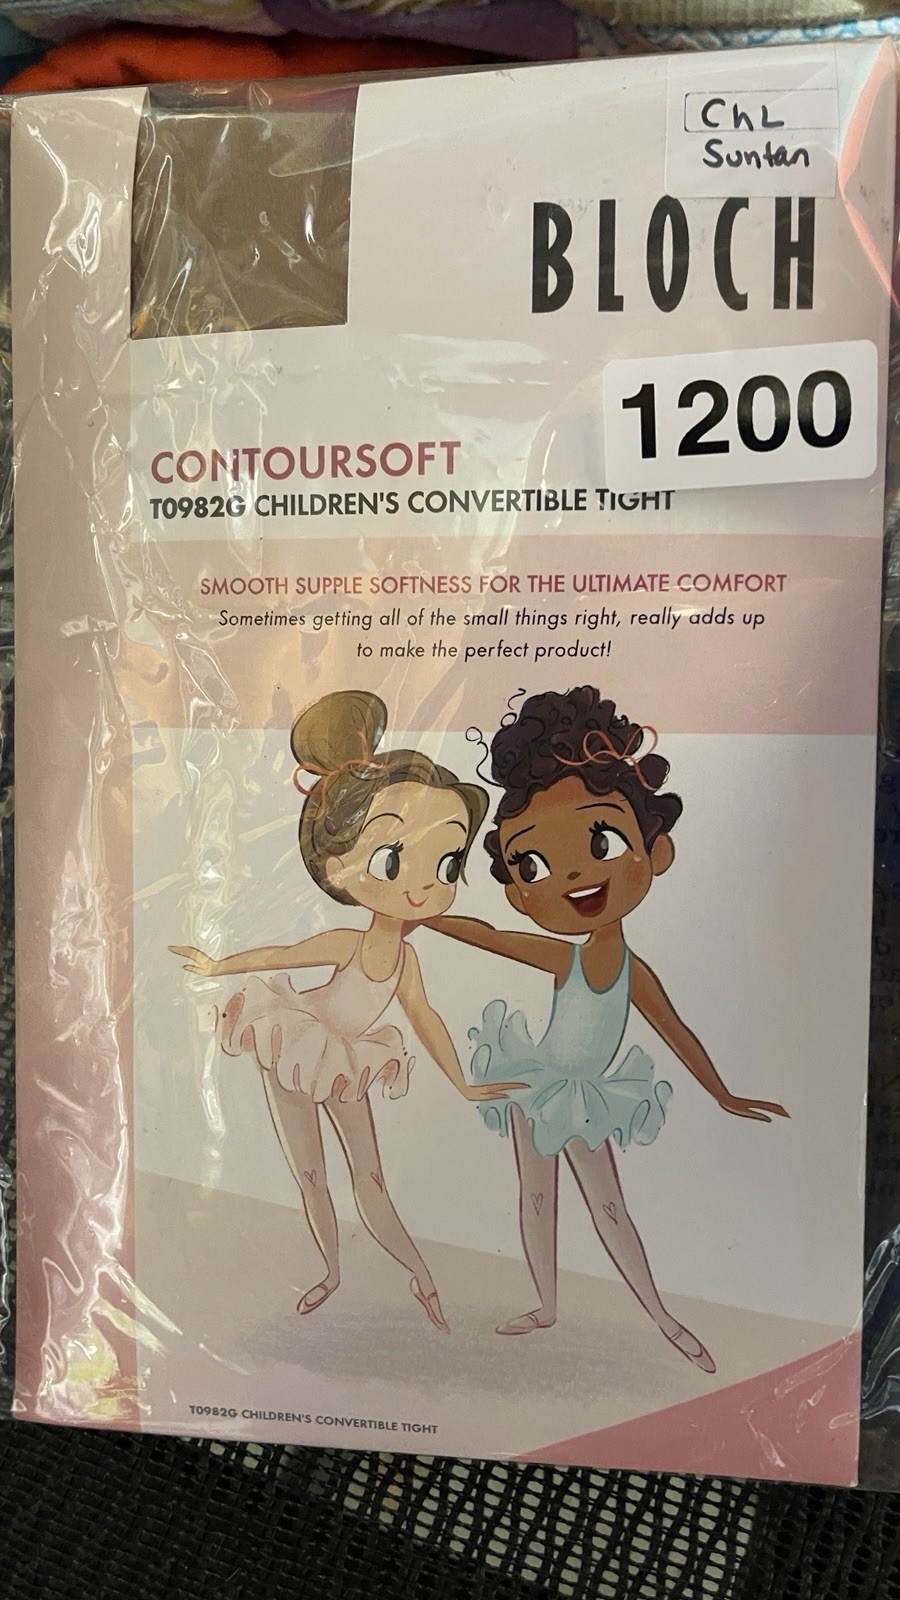 ChL
Suntan
BLOCH
1200
CONTOURSOFT
T0982G CHILDREN'S CONVERTIBLE TIGHT
SMOOTH SUPPLE SOFTNESS FOR THE ULTIMATE COMFORT
Sometimes getting all of the small things right, really adds up
to make the perfect product!
T0982G CHILDREN'S CONVERTIBLE TIGHT